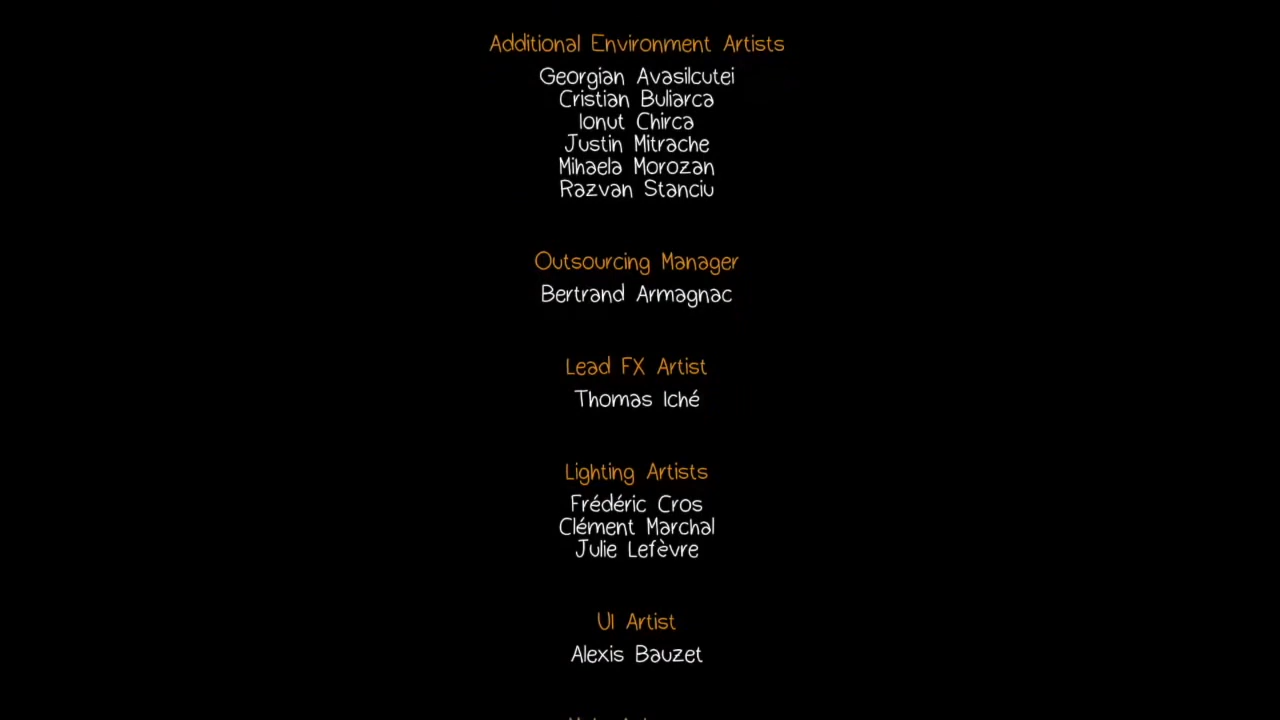 Additional Environment Artists
Georgian Avasilcutei
Cristian Buliarca
Ionut Chirca
Justin Mitrache
Mihaela Morozan
Razvan Stanciu
Outsourcing Manager
Bertrand Armagnac
Lead FX Artist
Thomas Iché
Lighting Artists
Frédéric Cros
Clément Marchal
Julie Lefèvre
UI Artist
Alexis Bauzet